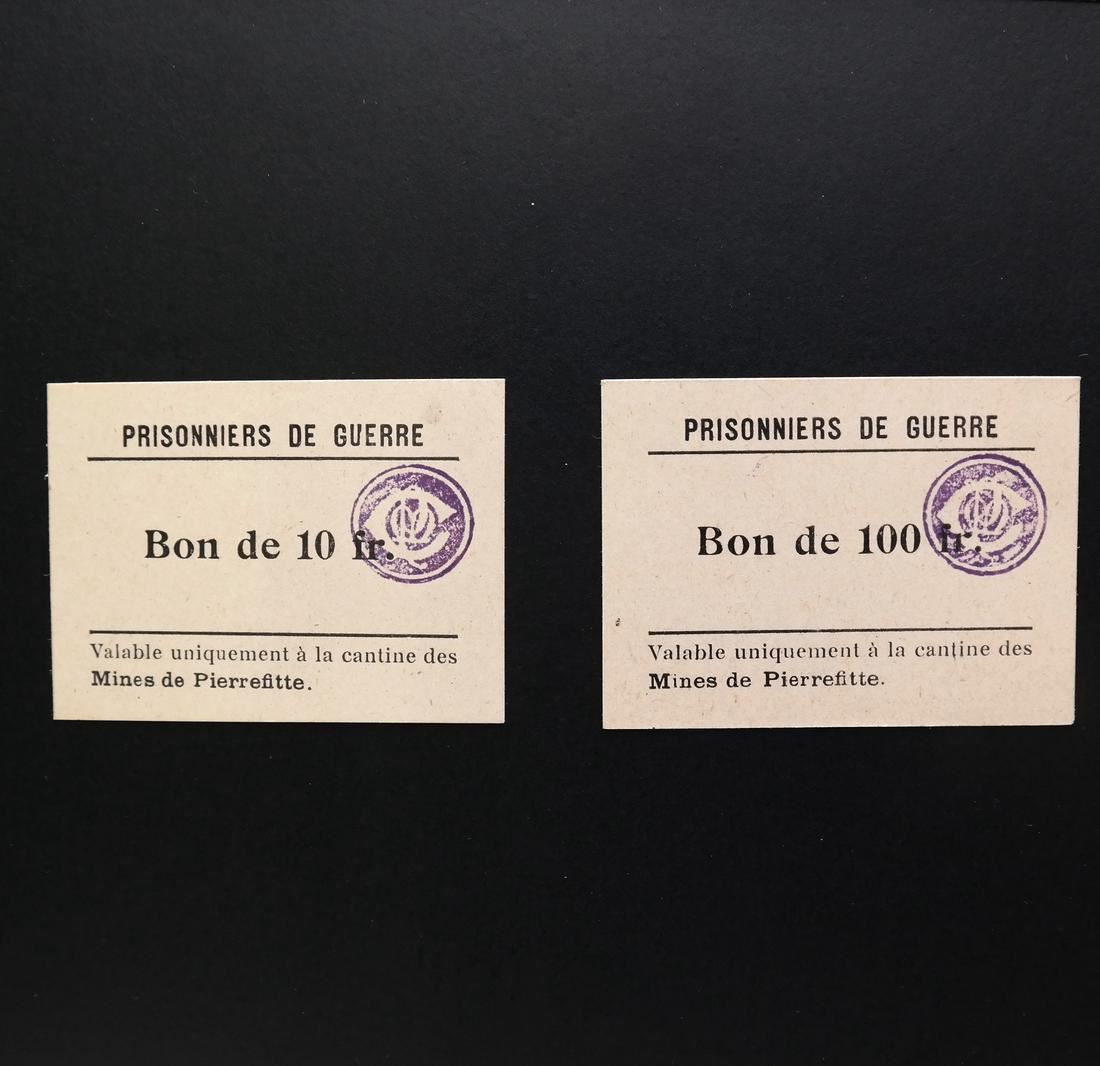 PRISONNIERS DE GUERRE
Bon de 10 fr.
Valable uniquement à la cantine des
Mines de Pierrefitte.
PRISONNIERS DE GUERRE
Bon de 100 fr.
Valable uniquement à la cantine des
Mines de Pierrefitte.